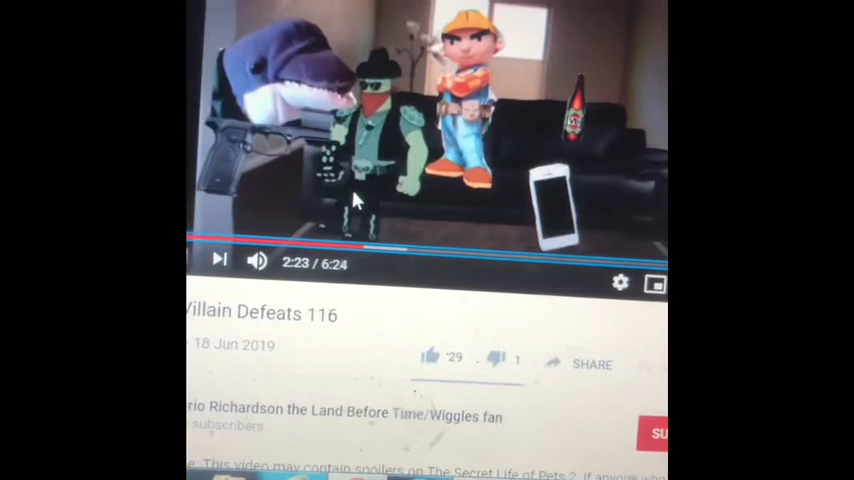 2:23 / 6:24
Villain Defeats 116
18 Jun 2019
29
1
SHARE
rio Richardson the Land Before Time/Wiggles fan
subscribers
SU
e: This video may contain spoilers on The Secret Life of Pets 2, if anyone who